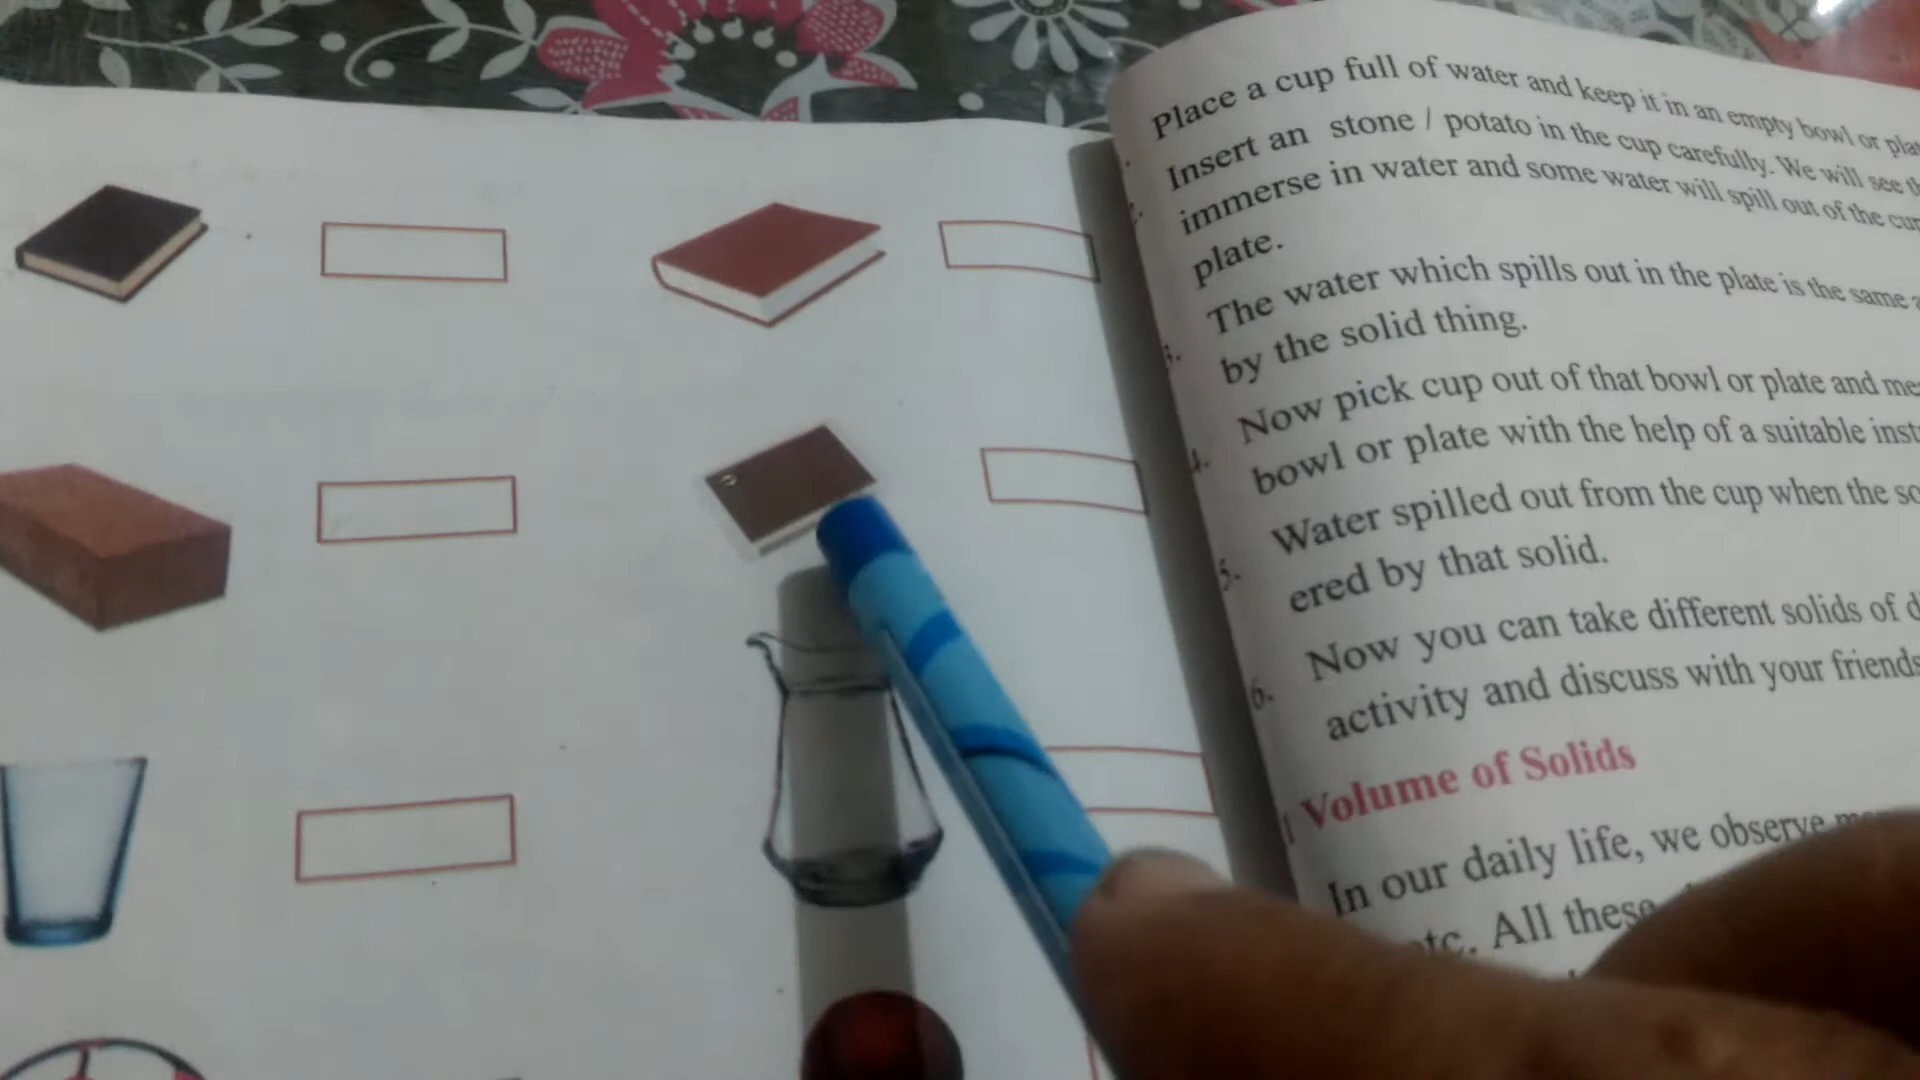 Place a cup full of water and keep it in an empty bowl or
Insert an stone / potato in the cup carefully. We will see
immerse in water and some water will spill out of the
plate.
3. The water which spills out in the plate is the same
by the solid thing.
4. Now pick cup out of that bowl or plate and
bowl or plate with the help of a suitable
5. Water spilled out from the cup when the
ered by that solid.
6. Now you can take different solids of
activity and discuss with your friends
Volume of Solids
In our daily life, we observe
etc. All these